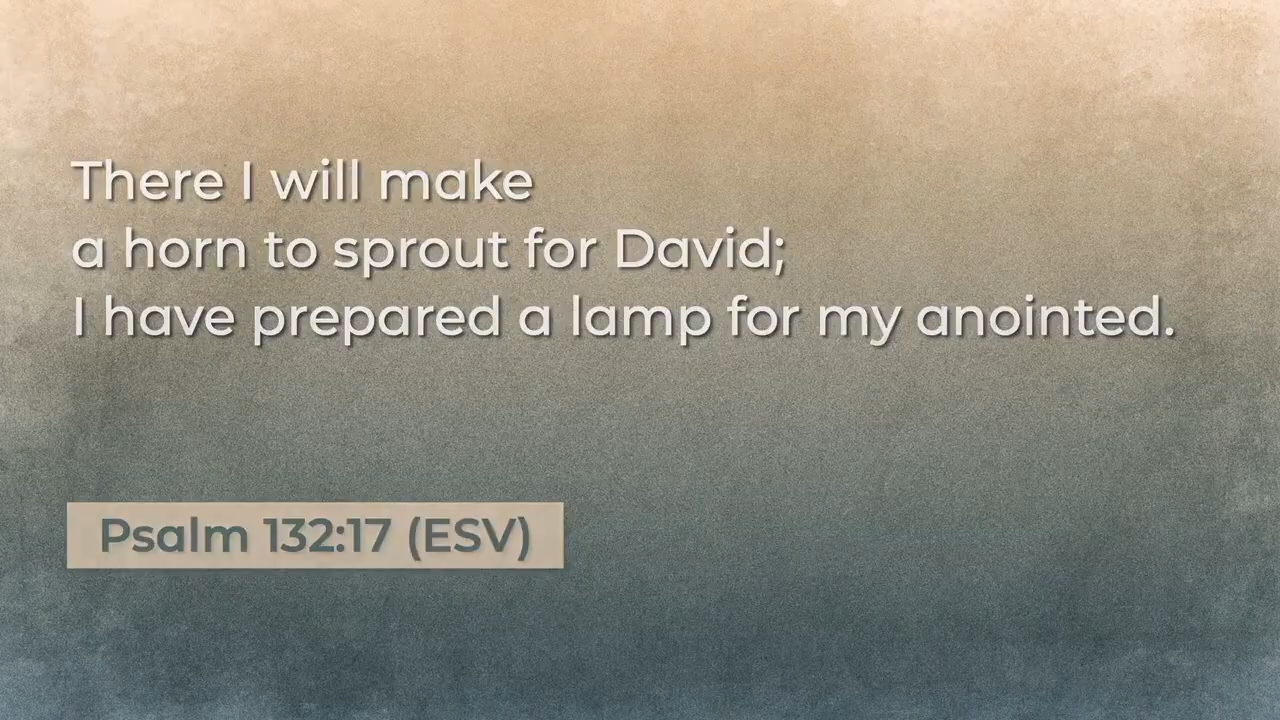 There I will make
a horn to sprout for David;
I have prepared a lamp for my anointed.
Psalm 132:17 (ESV)